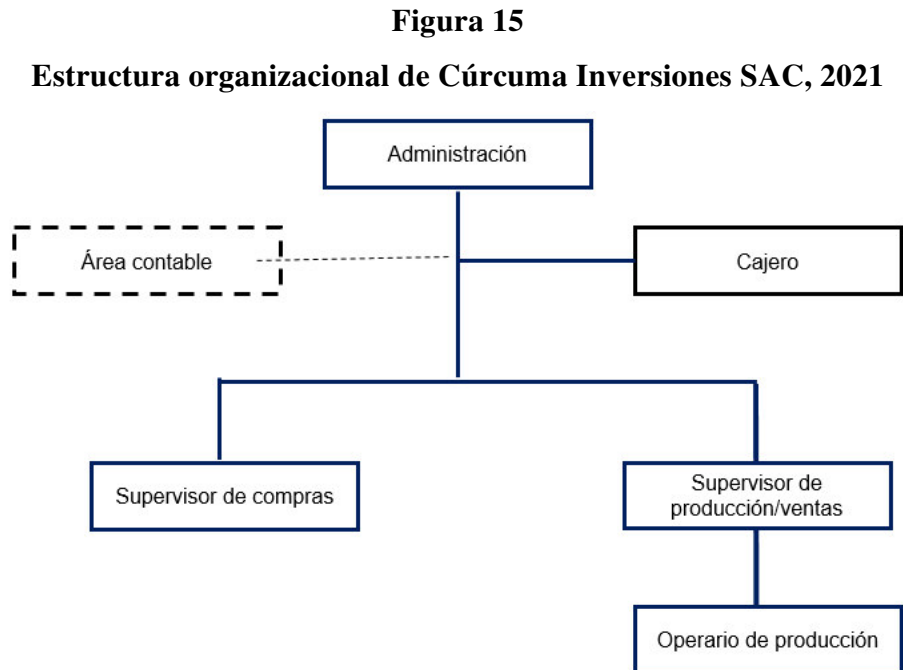 Figura 15
Estructura organizacional de Cúrcuma Inversiones SAC, 2021
Administración
Área contable
Cajero
Supervisor de compras
Supervisor de
producción/ventas
Operario de producción